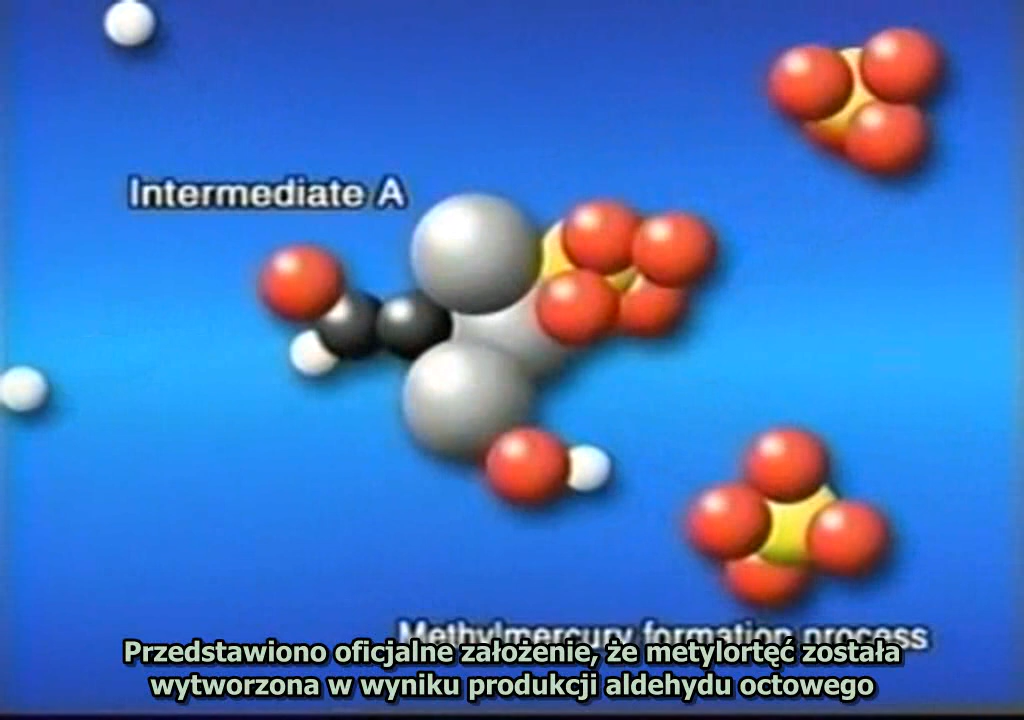 Intermediate A
Methylmercury formation process
Przedstawiono oficjalne założenie, że metylortęć została
wytworzona w wyniku produkcji aldehydu octowego